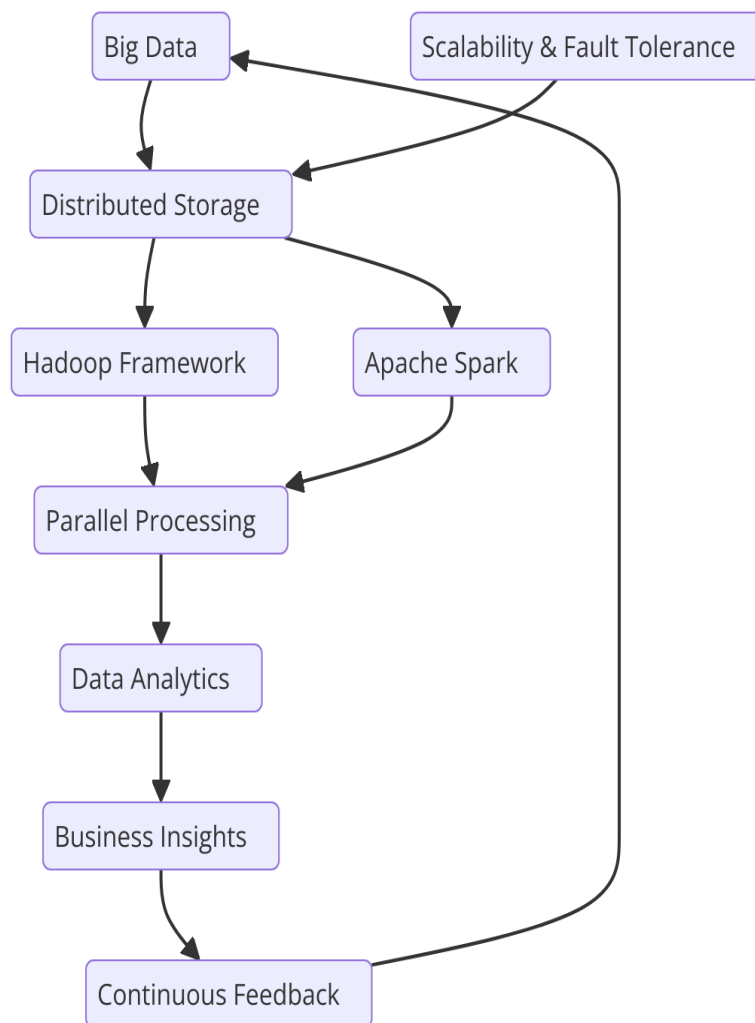 Big Data
Scalability & Fault Tolerance
Distributed Storage
Hadoop Framework
Apache Spark
Parallel Processing
Data Analytics
Business Insights
Continuous Feedback